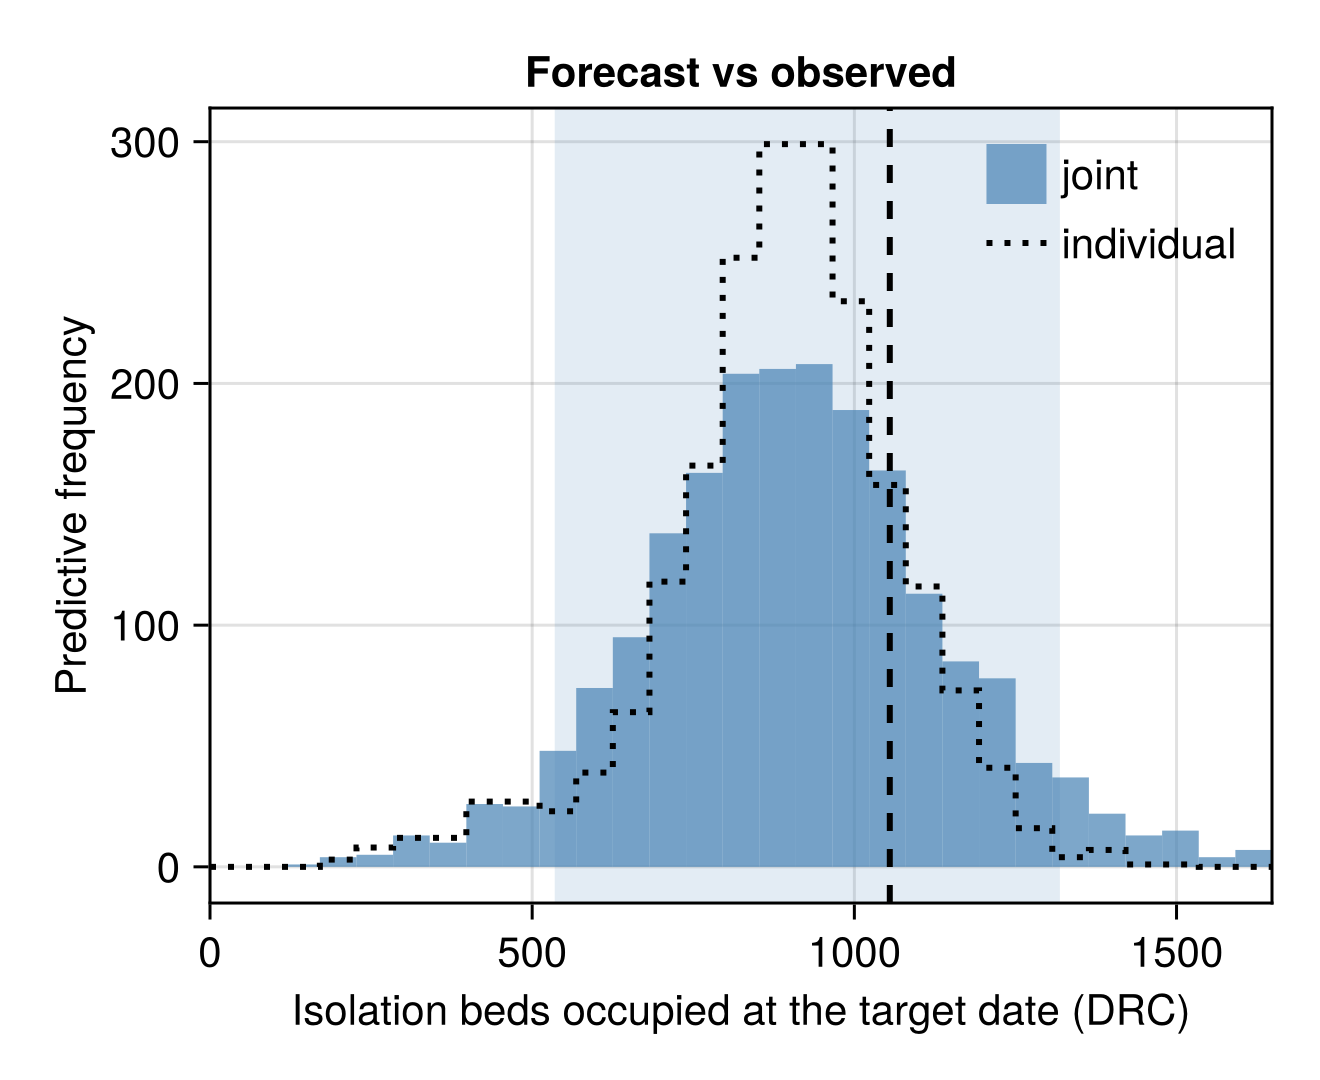 Forecast vs observed
300
200
100
0
Predictive frequency
joint
individual
0 500 1000 1500
Isolation beds occupied at the target date (DRC)